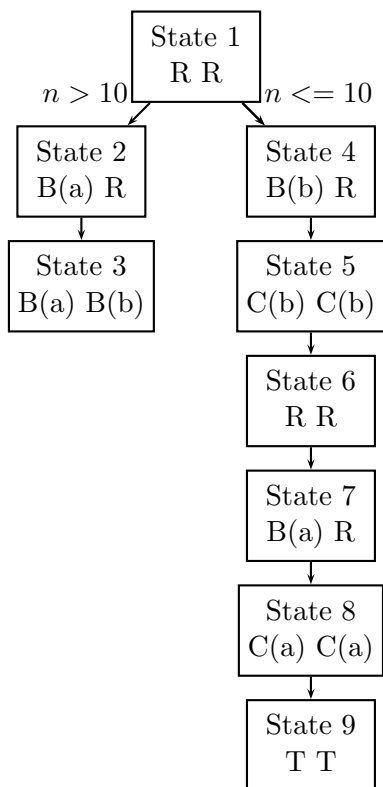 State 1
R R
n > 10
n <= 10
State 2
B(a) R
State 4
B(b) R
State 3
B(a) B(b)
State 5
C(b) C(b)
State 6
R R
State 7
B(a) R
State 8
C(a) C(a)
State 9
T T